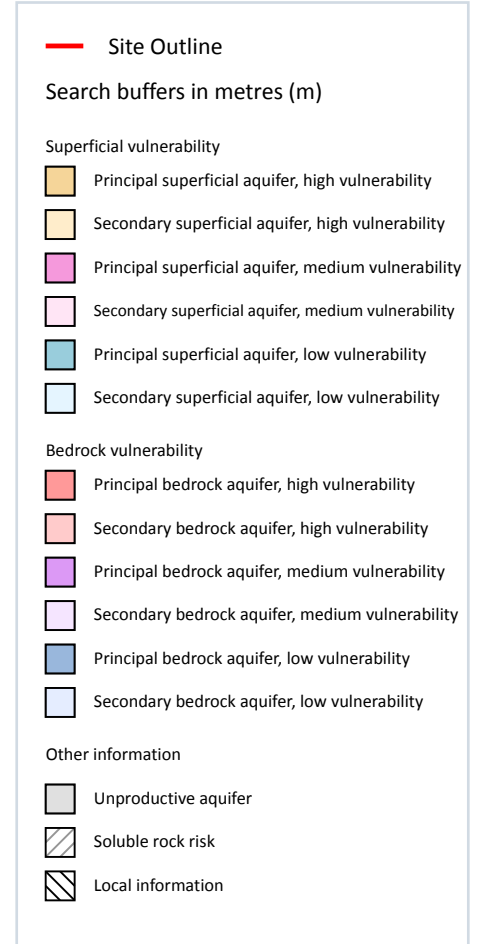 Site Outline
Search buffers in metres (m)
Superficial vulnerability
Principal superficial aquifer, high vulnerability
Secondary superficial aquifer, high vulnerability
Principal superficial aquifer, medium vulnerability
Secondary superficial aquifer, medium vulnerability
Principal superficial aquifer, low vulnerability
Secondary superficial aquifer, low vulnerability
Bedrock vulnerability
Principal bedrock aquifer, high vulnerability
Secondary bedrock aquifer, high vulnerability
Principal bedrock aquifer, medium vulnerability
Secondary bedrock aquifer, medium vulnerability
Principal bedrock aquifer, low vulnerability
Secondary bedrock aquifer, low vulnerability
Other information
Unproductive aquifer
Soluble rock risk
Local information